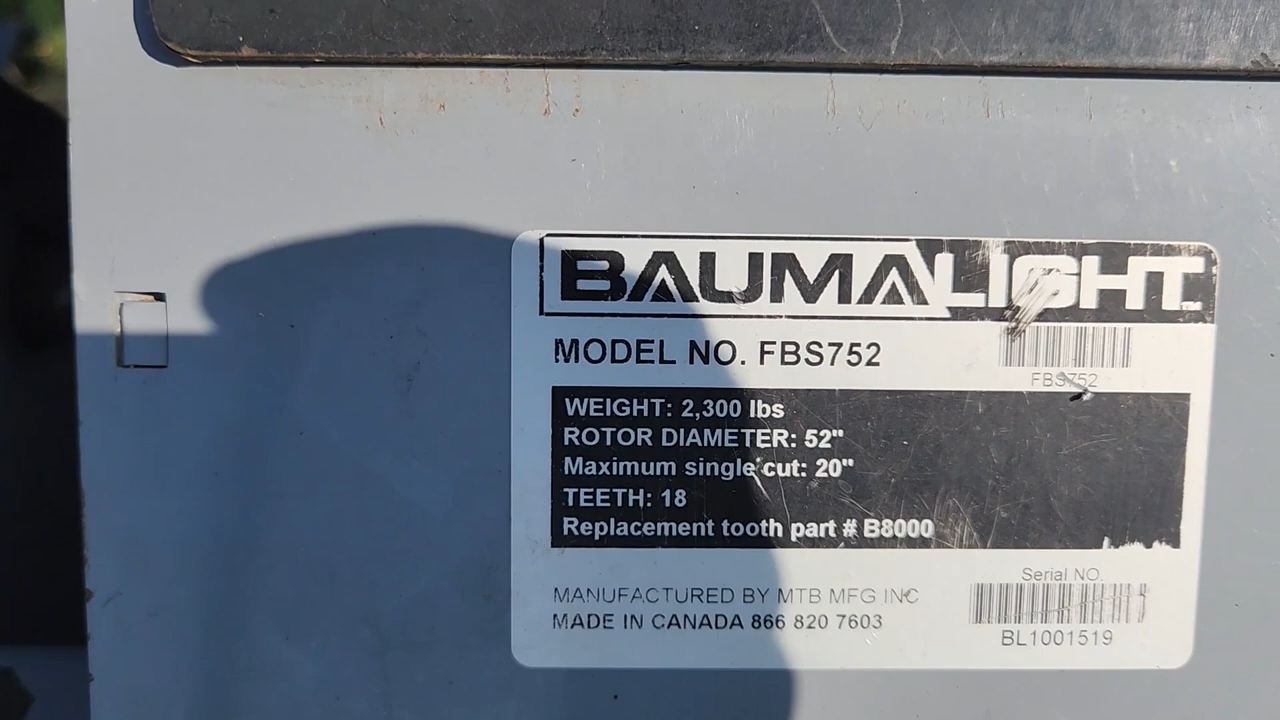 BAUMALIGHT
MODEL NO. FBS752
FBS752
WEIGHT: 2,300 lbs
ROTOR DIAMETER: 52"
Maximum single cut: 20"
TEETH: 18
Replacement tooth part # B8000
Serial NO.
MANUFACTURED BY MTB MFG INC
MADE IN CANADA 866 820 7603
BL1001519